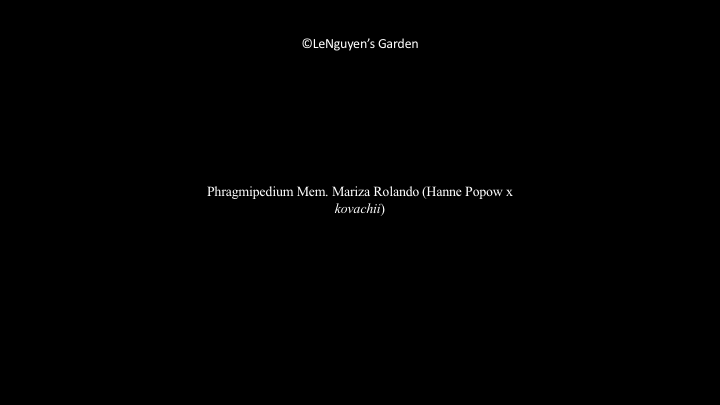 ©LeNguyen’s Garden
Phragmipedium Mem. Mariza Rolando (Hanne Popow x
kovachii)